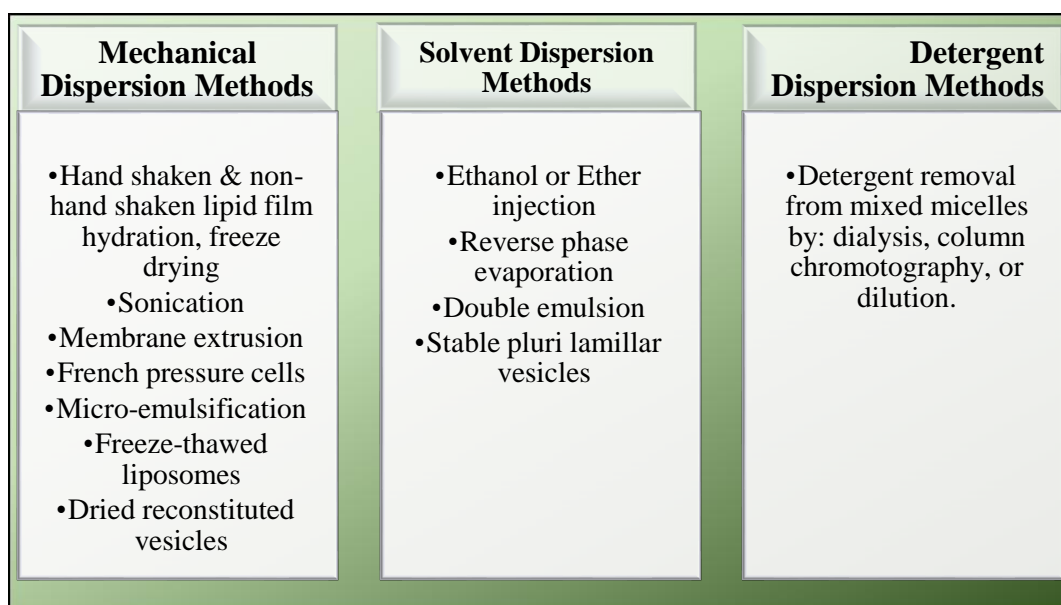 Mechanical
Dispersion Methods
•Hand shaken & non-
hand shaken lipid film
hydration, freeze
drying
•Sonication
•Membrane extrusion
•French pressure cells
•Micro-emulsification
•Freeze-thawed
liposomes
•Dried reconstituted
vesicles
Solvent Dispersion
Methods
•Ethanol or Ether
injection
•Reverse phase
evaporation
•Double emulsion
•Stable pluri lamillar
vesicles
Detergent
Dispersion Methods
•Detergent removal
from mixed micelles
by: dialysis, column
chromotography, or
dilution.